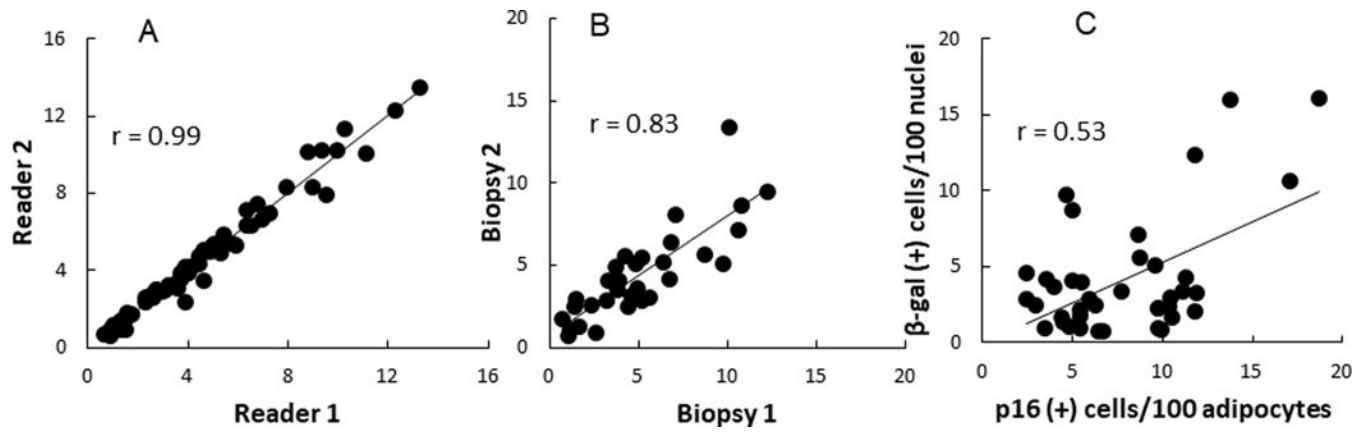 A
16
12
8
4
0
0 4 8 12 16
r = 0.99
Reader 2
Reader 1
B
20
15
10
5
0
0 5 10 15 20
r = 0.83
Biopsy 2
Biopsy 1
C
20
15
10
5
0
0 5 10 15 20
r = 0.53
β-gal (+) cells/100 nuclei
p16 (+) cells/100 adipocytes